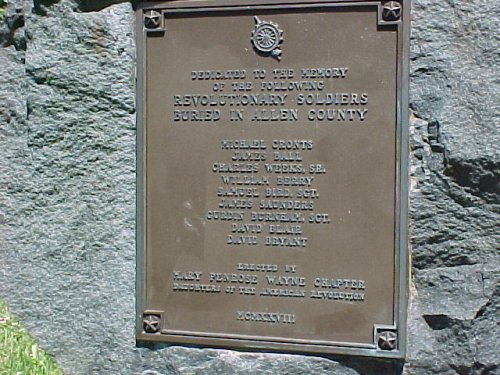 DEDICATED TO THE MEMORY
OF THE FOLLOWING
REVOLUTIONARY SOLDIERS
BURIED IN ALLEN COUNTY
MICHAEL CRONTS
JAMES BALL
CHARLES WEEKS, SR.
WILLIAM BERRY
SAMUEL BIRD, SGT.
JAMES SAUNDERS
GURDIN BURNHAM, SGT.
DAVID BLAIR
DAVID BRYANT
ERECTED BY
MARY PENROSE WAYNE CHAPTER
DAUGHTERS OF THE AMERICAN REVOLUTION
MCMXXVIII